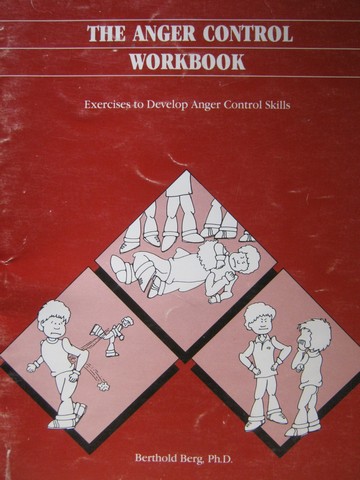 THE ANGER CONTROL
WORKBOOK
Exercises to Develop Anger Control Skills
Berthold Berg, Ph.D.